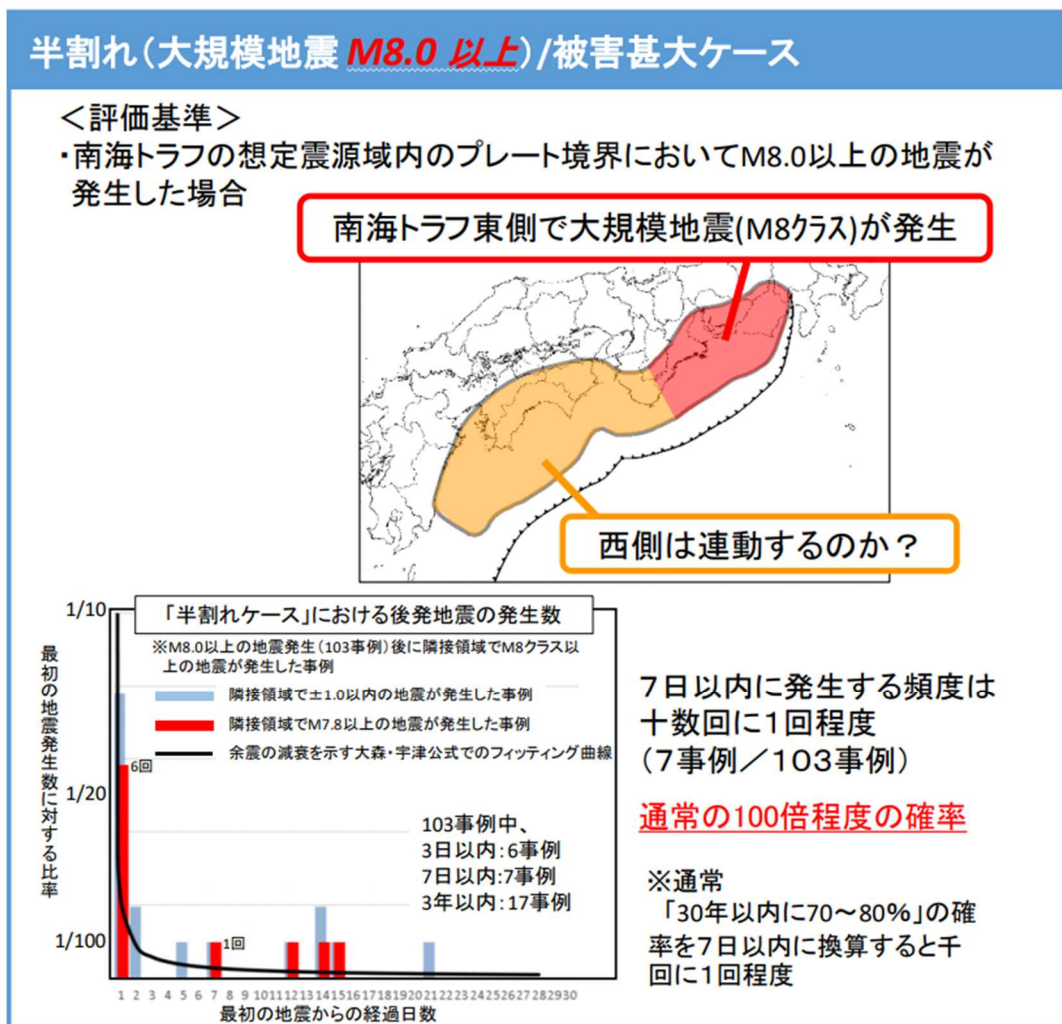 半割れ(大規模地震 M8.0 以上)/被害甚大ケース
＜評価基準＞
・南海トラフの想定震源域内のプレート境界においてM8.0以上の地震が
発生した場合
南海トラフ東側で大規模地震(M8クラス)が発生
西側は連動するのか？
「半割れケース」における後発地震の発生数
※M8.0以上の地震発生(103事例)後に隣接領域でM8クラス以
上の地震が発生した事例
隣接領域で±1.0以内の地震が発生した事例
隣接領域でM7.8以上の地震が発生した事例
余震の減衰を示す大森・宇津公式でのフィッティング曲線
最初の地震発生数に対する比率
1/10
1/20
1/100
6回
1回
103事例中、
3日以内：6事例
7日以内：7事例
3年以内：17事例
1 2 3 4 5 6 7 8 9 10 11 12 13 14 15 16 17 18 19 20 21 22 23 24 25 26 27 28 29 30
最初の地震からの経過日数
７日以内に発生する頻度は
十数回に１回程度
（７事例／１０３事例）
通常の100倍程度の確率
※通常
「30年以内に70～80%」の確
率を７日以内に換算すると千
回に１回程度